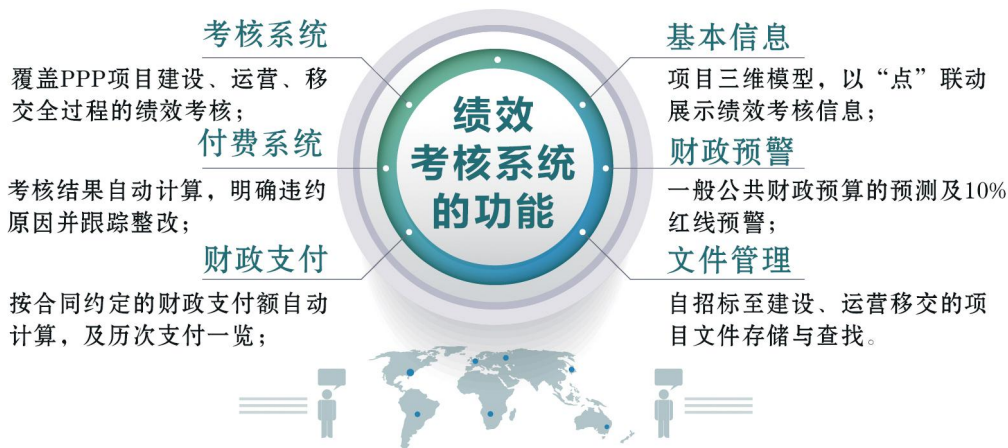 考核系统
覆盖PPP项目建设、运营、移
交全过程的绩效考核；
付费系统
考核结果自动计算，明确违约
原因并跟踪整改；
财政支付
按合同约定的财政支付额自动
计算，及历次支付一览；
绩效
考核系统
的功能
基本信息
项目三维模型，以“点”联动
展示绩效考核信息；
财政预警
一般公共财政预算的预测及10%
红线预警；
文件管理
自招标至建设、运营移交的项
目文件存储与查找。